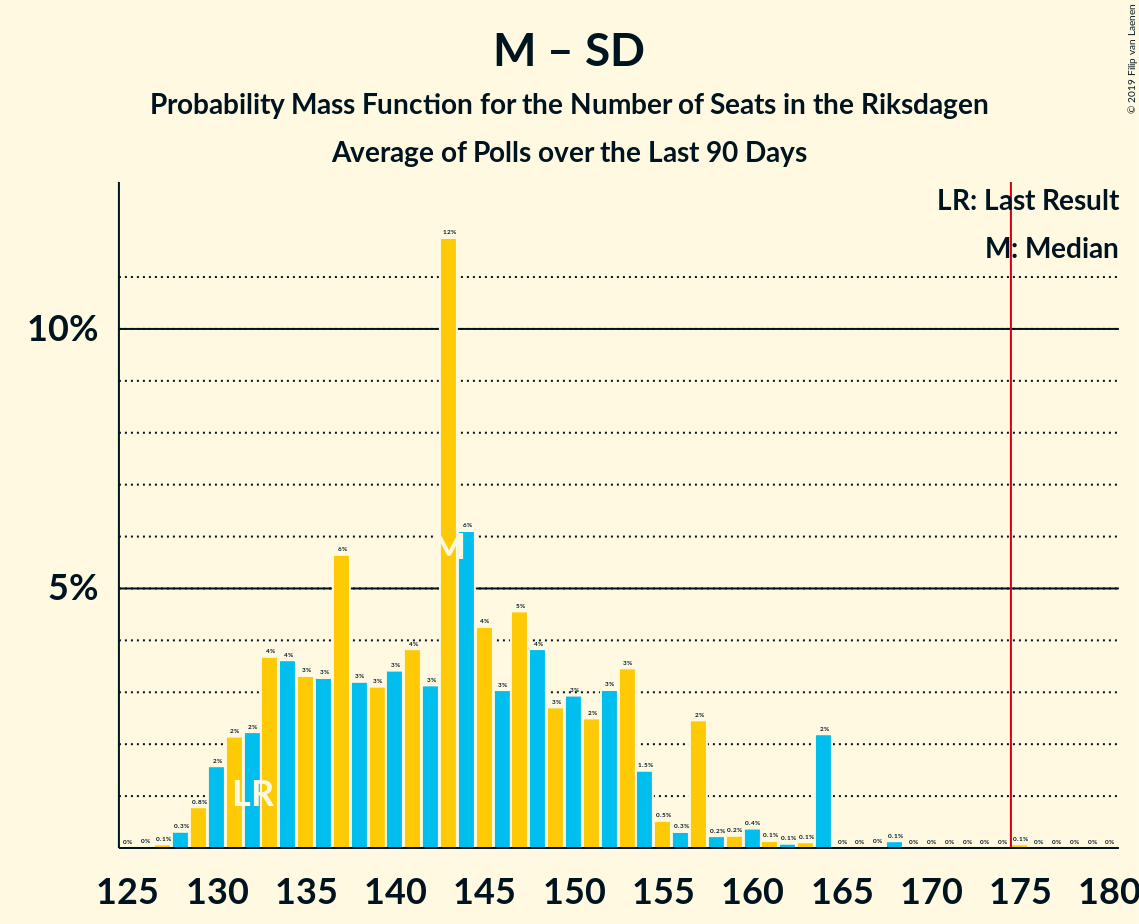 M – SD
Probability Mass Function for the Number of Seats in the Riksdagen
Average of Polls over the Last 90 Days
© 2019 Filip van Laenen
LR: Last Result
M: Median
10%
5%
0% 0% 0.1% 0.3% 0.8% 2% 2% 2% 4% 4% 3% 3% 6% 3% 3% 3% 4% 3% 12% 6% 4% 3% 5% 4% 3% 3% 2% 3% 3% 1.5% 0.5% 0.3% 2% 0.2% 0.2% 0.4% 0.1% 0.1% 0.1% 2% 0% 0% 0% 0.1% 0% 0% 0% 0% 0% 0% 0.1% 0% 0% 0% 0% 0%
M
LR
125 130 135 140 145 150 155 160 165 170 175 180